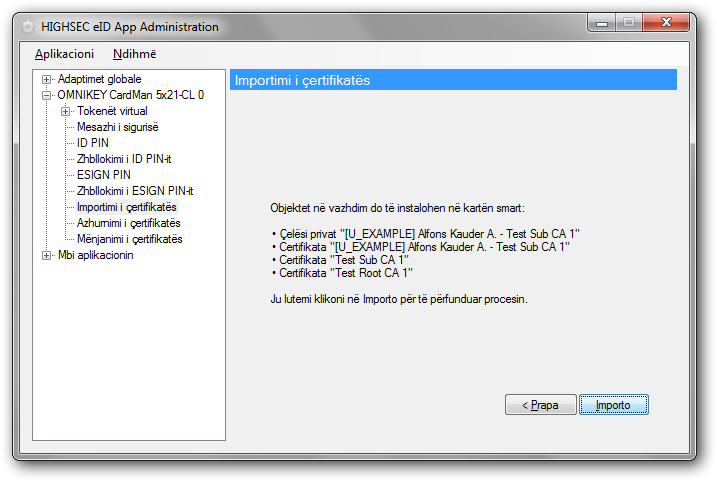 HIGHSEC eID App Administration
Aplikacioni Ndihmë
Adaptimet globale
OMNIKEY CardMan 5x21-CL 0
Tokenët virtual
Mesazhi i sigurisë
ID PIN
Zhbllokimi i ID PIN-it
ESIGN PIN
Zhbllokimi i ESIGN PIN-it
Importimi i çertifikatës
Azhurnimi i çertifikatës
Mënjanimi i çertifikatës
Mbi aplikacionin
Importimi i çertifikatës
Objektet në vazhdim do të instalohen në kartën smart:
• Çelësi privat "[U_EXAMPLE] Alfons Kauder A. - Test Sub CA 1"
• Certifikata "[U_EXAMPLE] Alfons Kauder A. - Test Sub CA 1"
• Certifikata "Test Sub CA 1"
• Certifikata "Test Root CA 1"
Ju lutemi klikoni në Importo për të përfunduar procesin.
< Prapa Importo